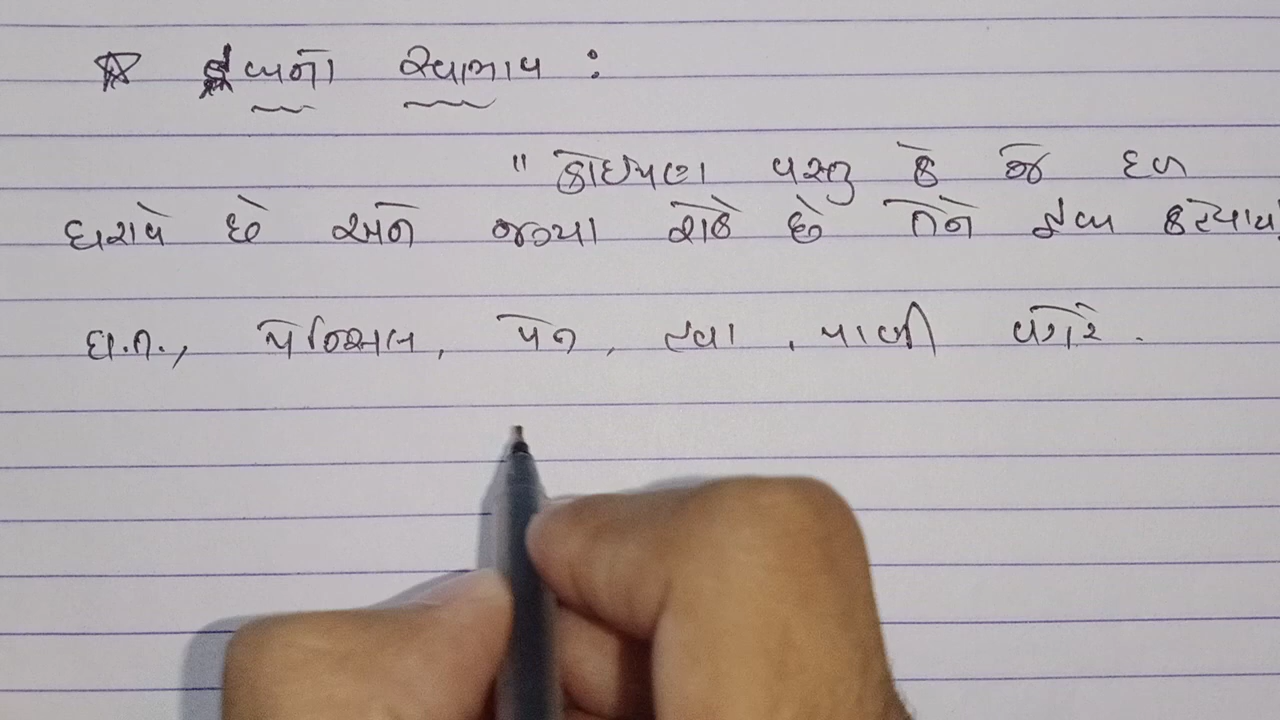 ☆ દ્રવ્યનો સ્વભાવ :
" કોઈપણ વસ્તુ કે જે દળ
ધરાવે છે અને જગ્યા રોકે છે તેને દ્રવ્ય કહેવાય.
દા.ત., પેન્સિલ, પેન, હવા, પાણી વગેરે.